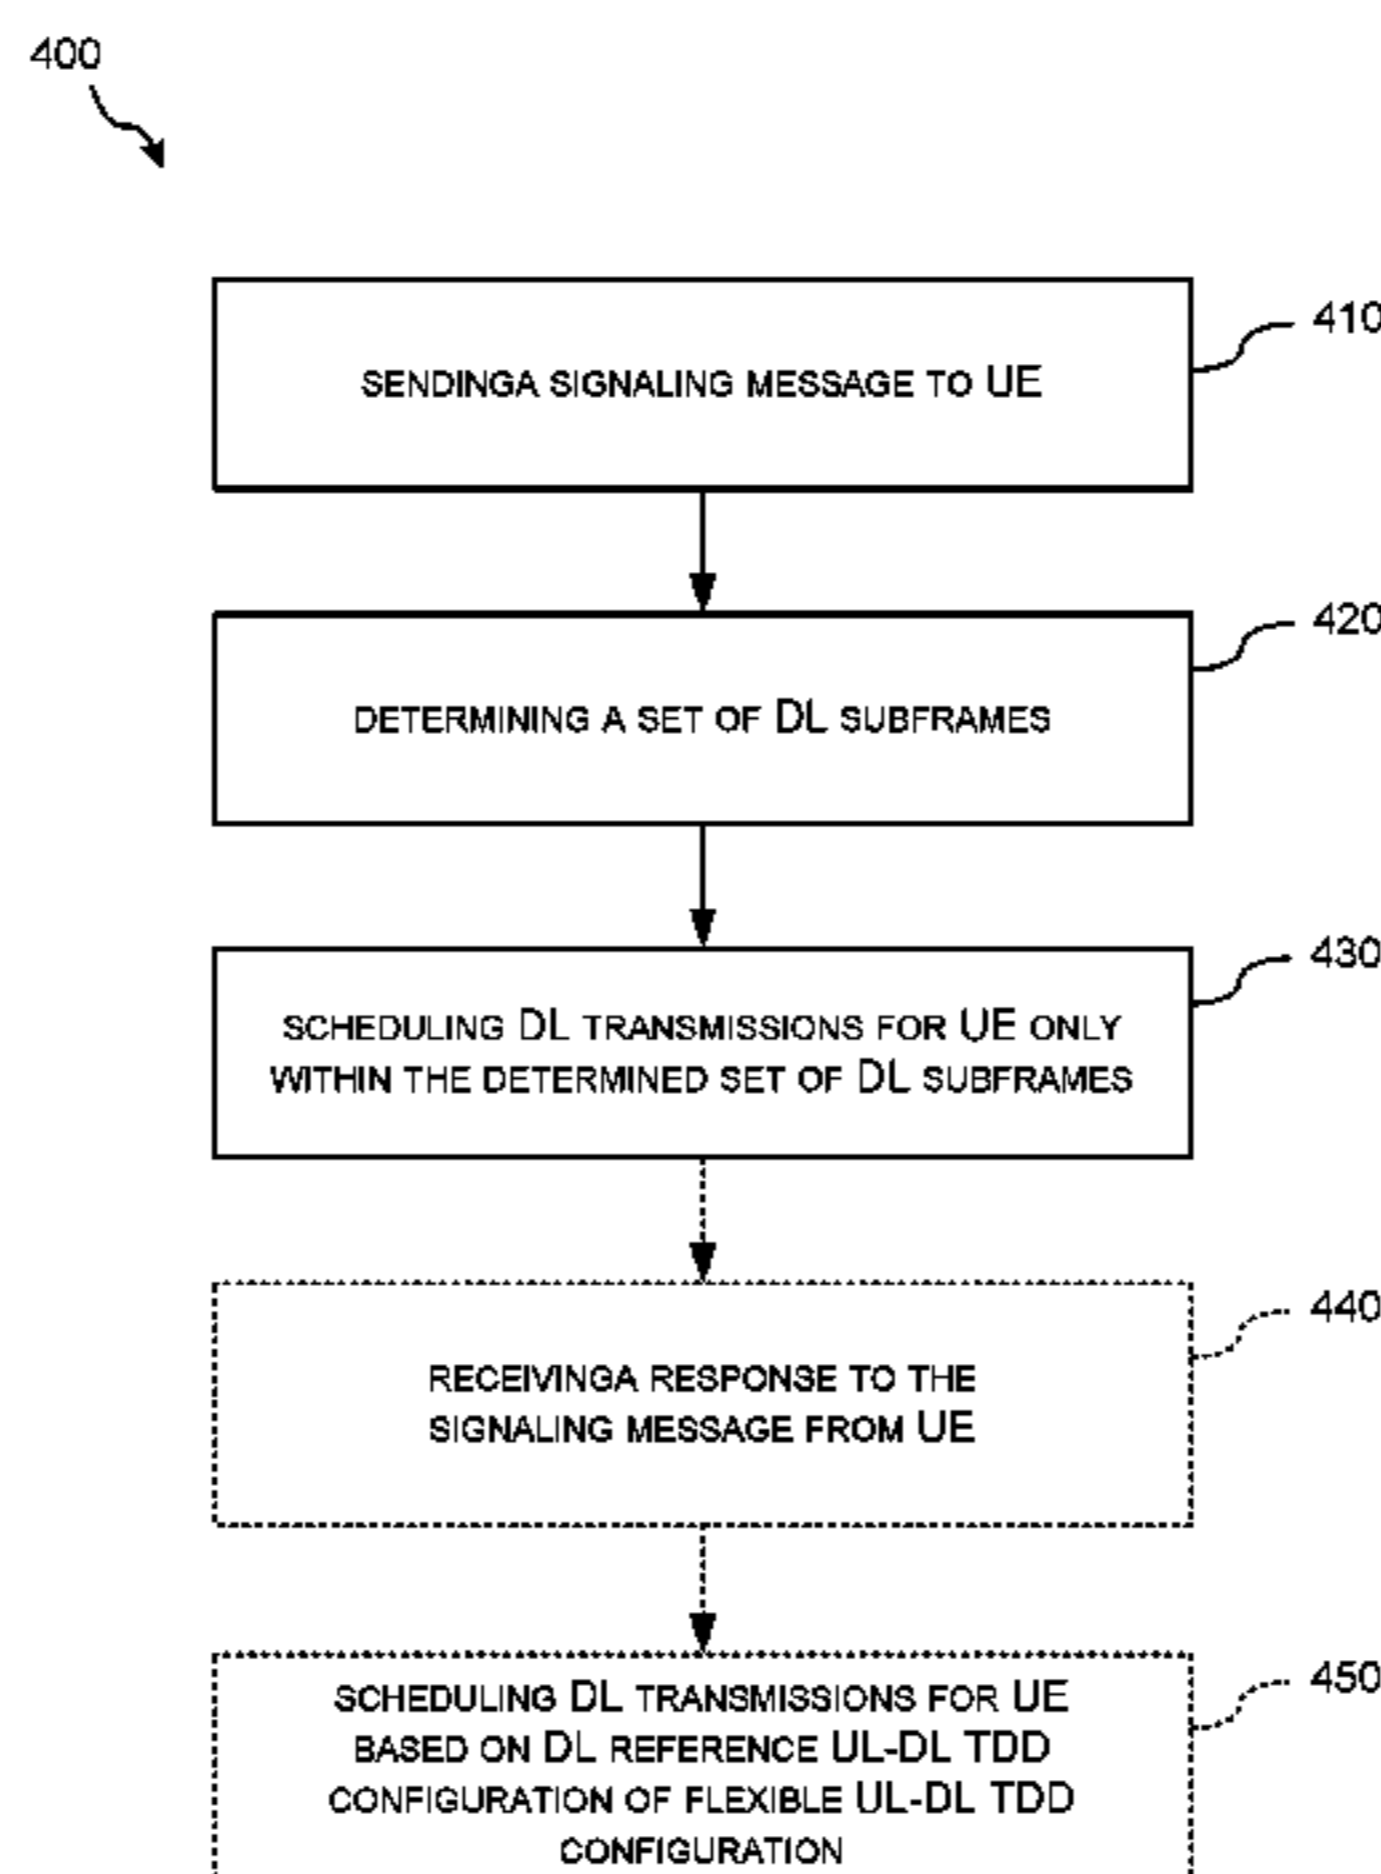 400
SENDINGA SIGNALING MESSAGE TO UE
410
DETERMINING A SET OF DL SUBFRAMES
420
SCHEDULING DL TRANSMISSIONS FOR UE ONLY
WITHIN THE DETERMINED SET OF DL SUBFRAMES
430
RECEIVINGA RESPONSE TO THE
SIGNALING MESSAGE FROM UE
440
SCHEDULING DL TRANSMISSIONS FOR UE
BASED ON DL REFERENCE UL-DL TDD
CONFIGURATION OF FLEXIBLE UL-DL TDD
CONFIGURATION
450